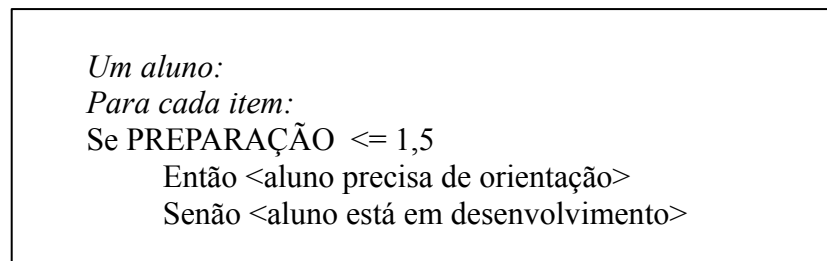 Um aluno:
Para cada item:
Se PREPARAÇÃO <= 1,5
Então <aluno precisa de orientação>
Senão <aluno está em desenvolvimento>